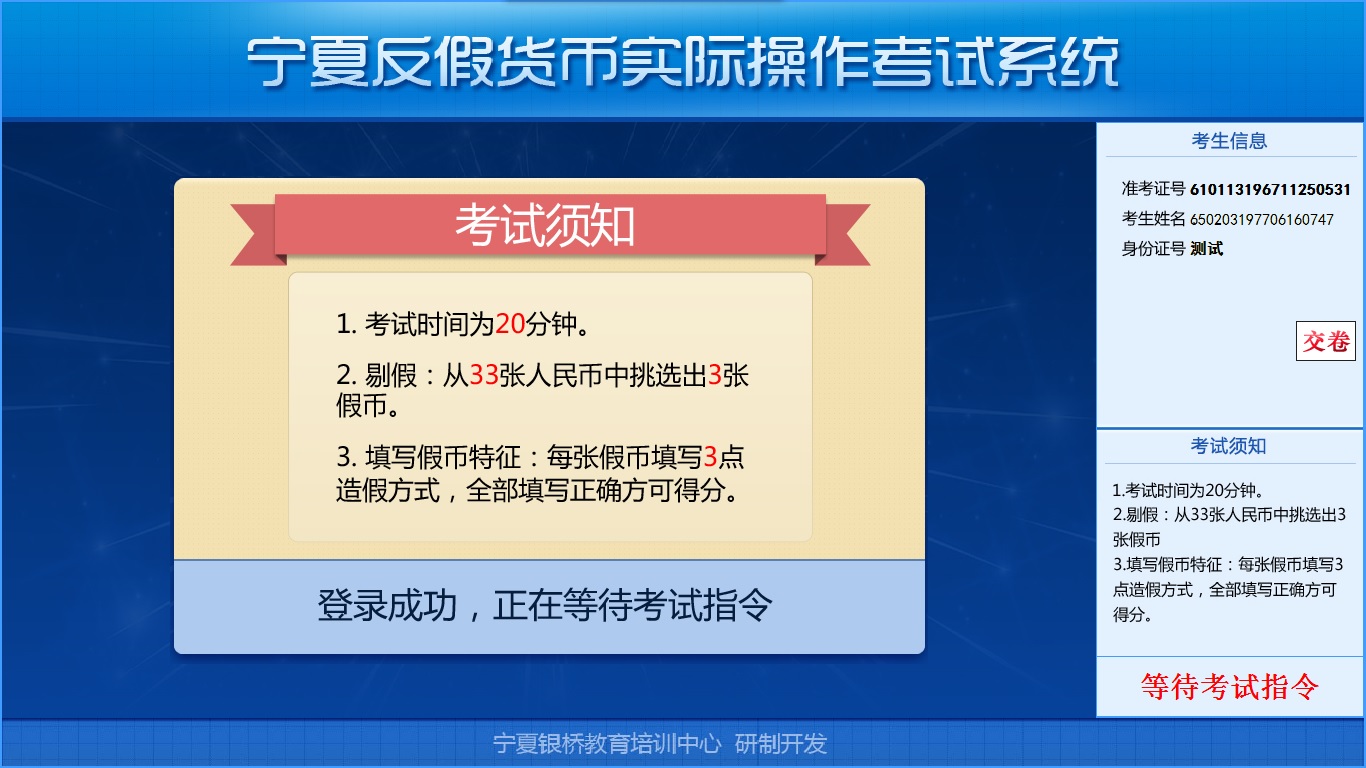 宁夏反假货币实际操作考试系统
考试须知
1. 考试时间为20分钟。
2. 剔假：从33张人民币中挑选出3张
假币。
3. 填写假币特征：每张假币填写3点
造假方式，全部填写正确方可得分。
登录成功，正在等待考试指令
考生信息
准考证号 610113196711250531
考生姓名 650203197706160747
身份证号 测试
交卷
考试须知
1.考试时间为20分钟。
2.剔假：从33张人民币中挑选出3
张假币
3.填写假币特征：每张假币填写3
点造假方式，全部填写正确方可
得分。
等待考试指令
宁夏银桥教育培训中心 研制开发